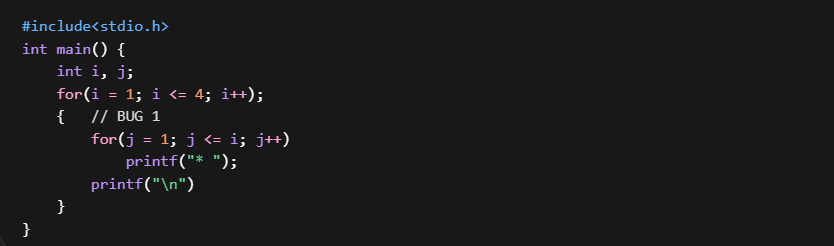 #include<stdio.h>
int main() {
    int i, j;
    for(i = 1; i <= 4; i++);
    {   // BUG 1
        for(j = 1; j <= i; j++)
            printf("* ");
        printf("\n")
    }
}